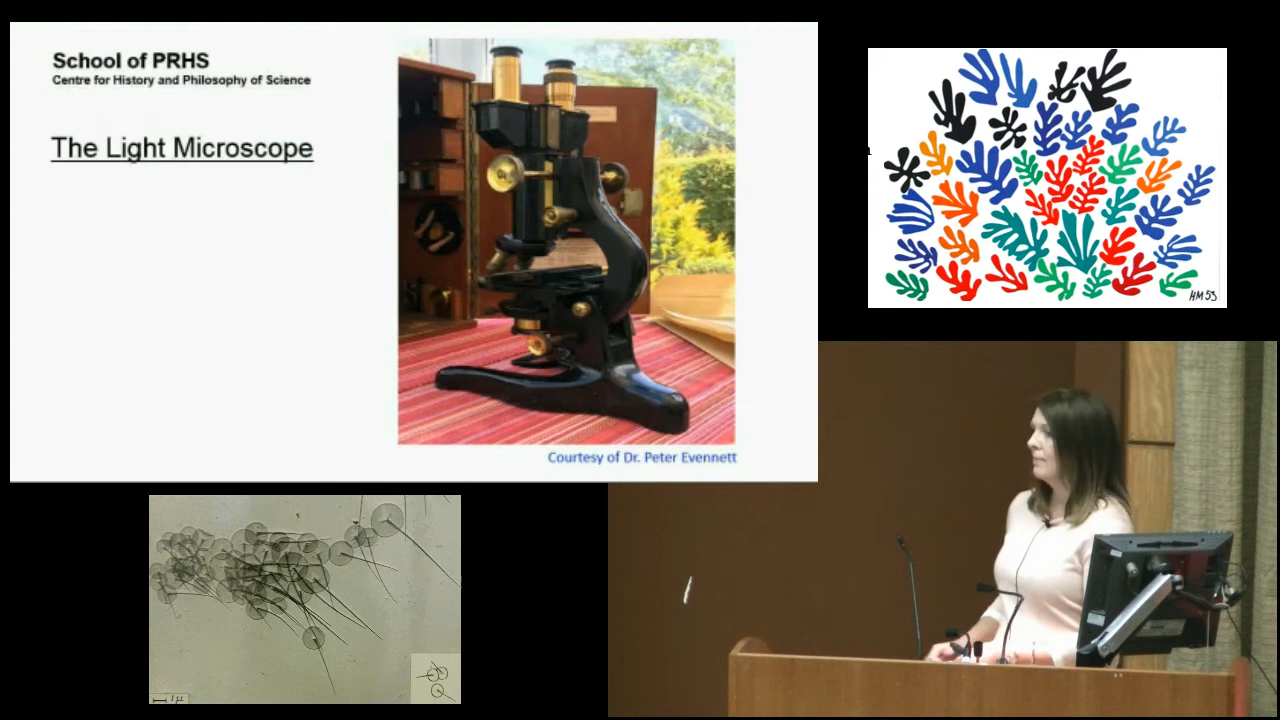 School of PRHS
Centre for History and Philosophy of Science
The Light Microscope
Courtesy of Dr. Peter Evennett
HM 53
1 µ